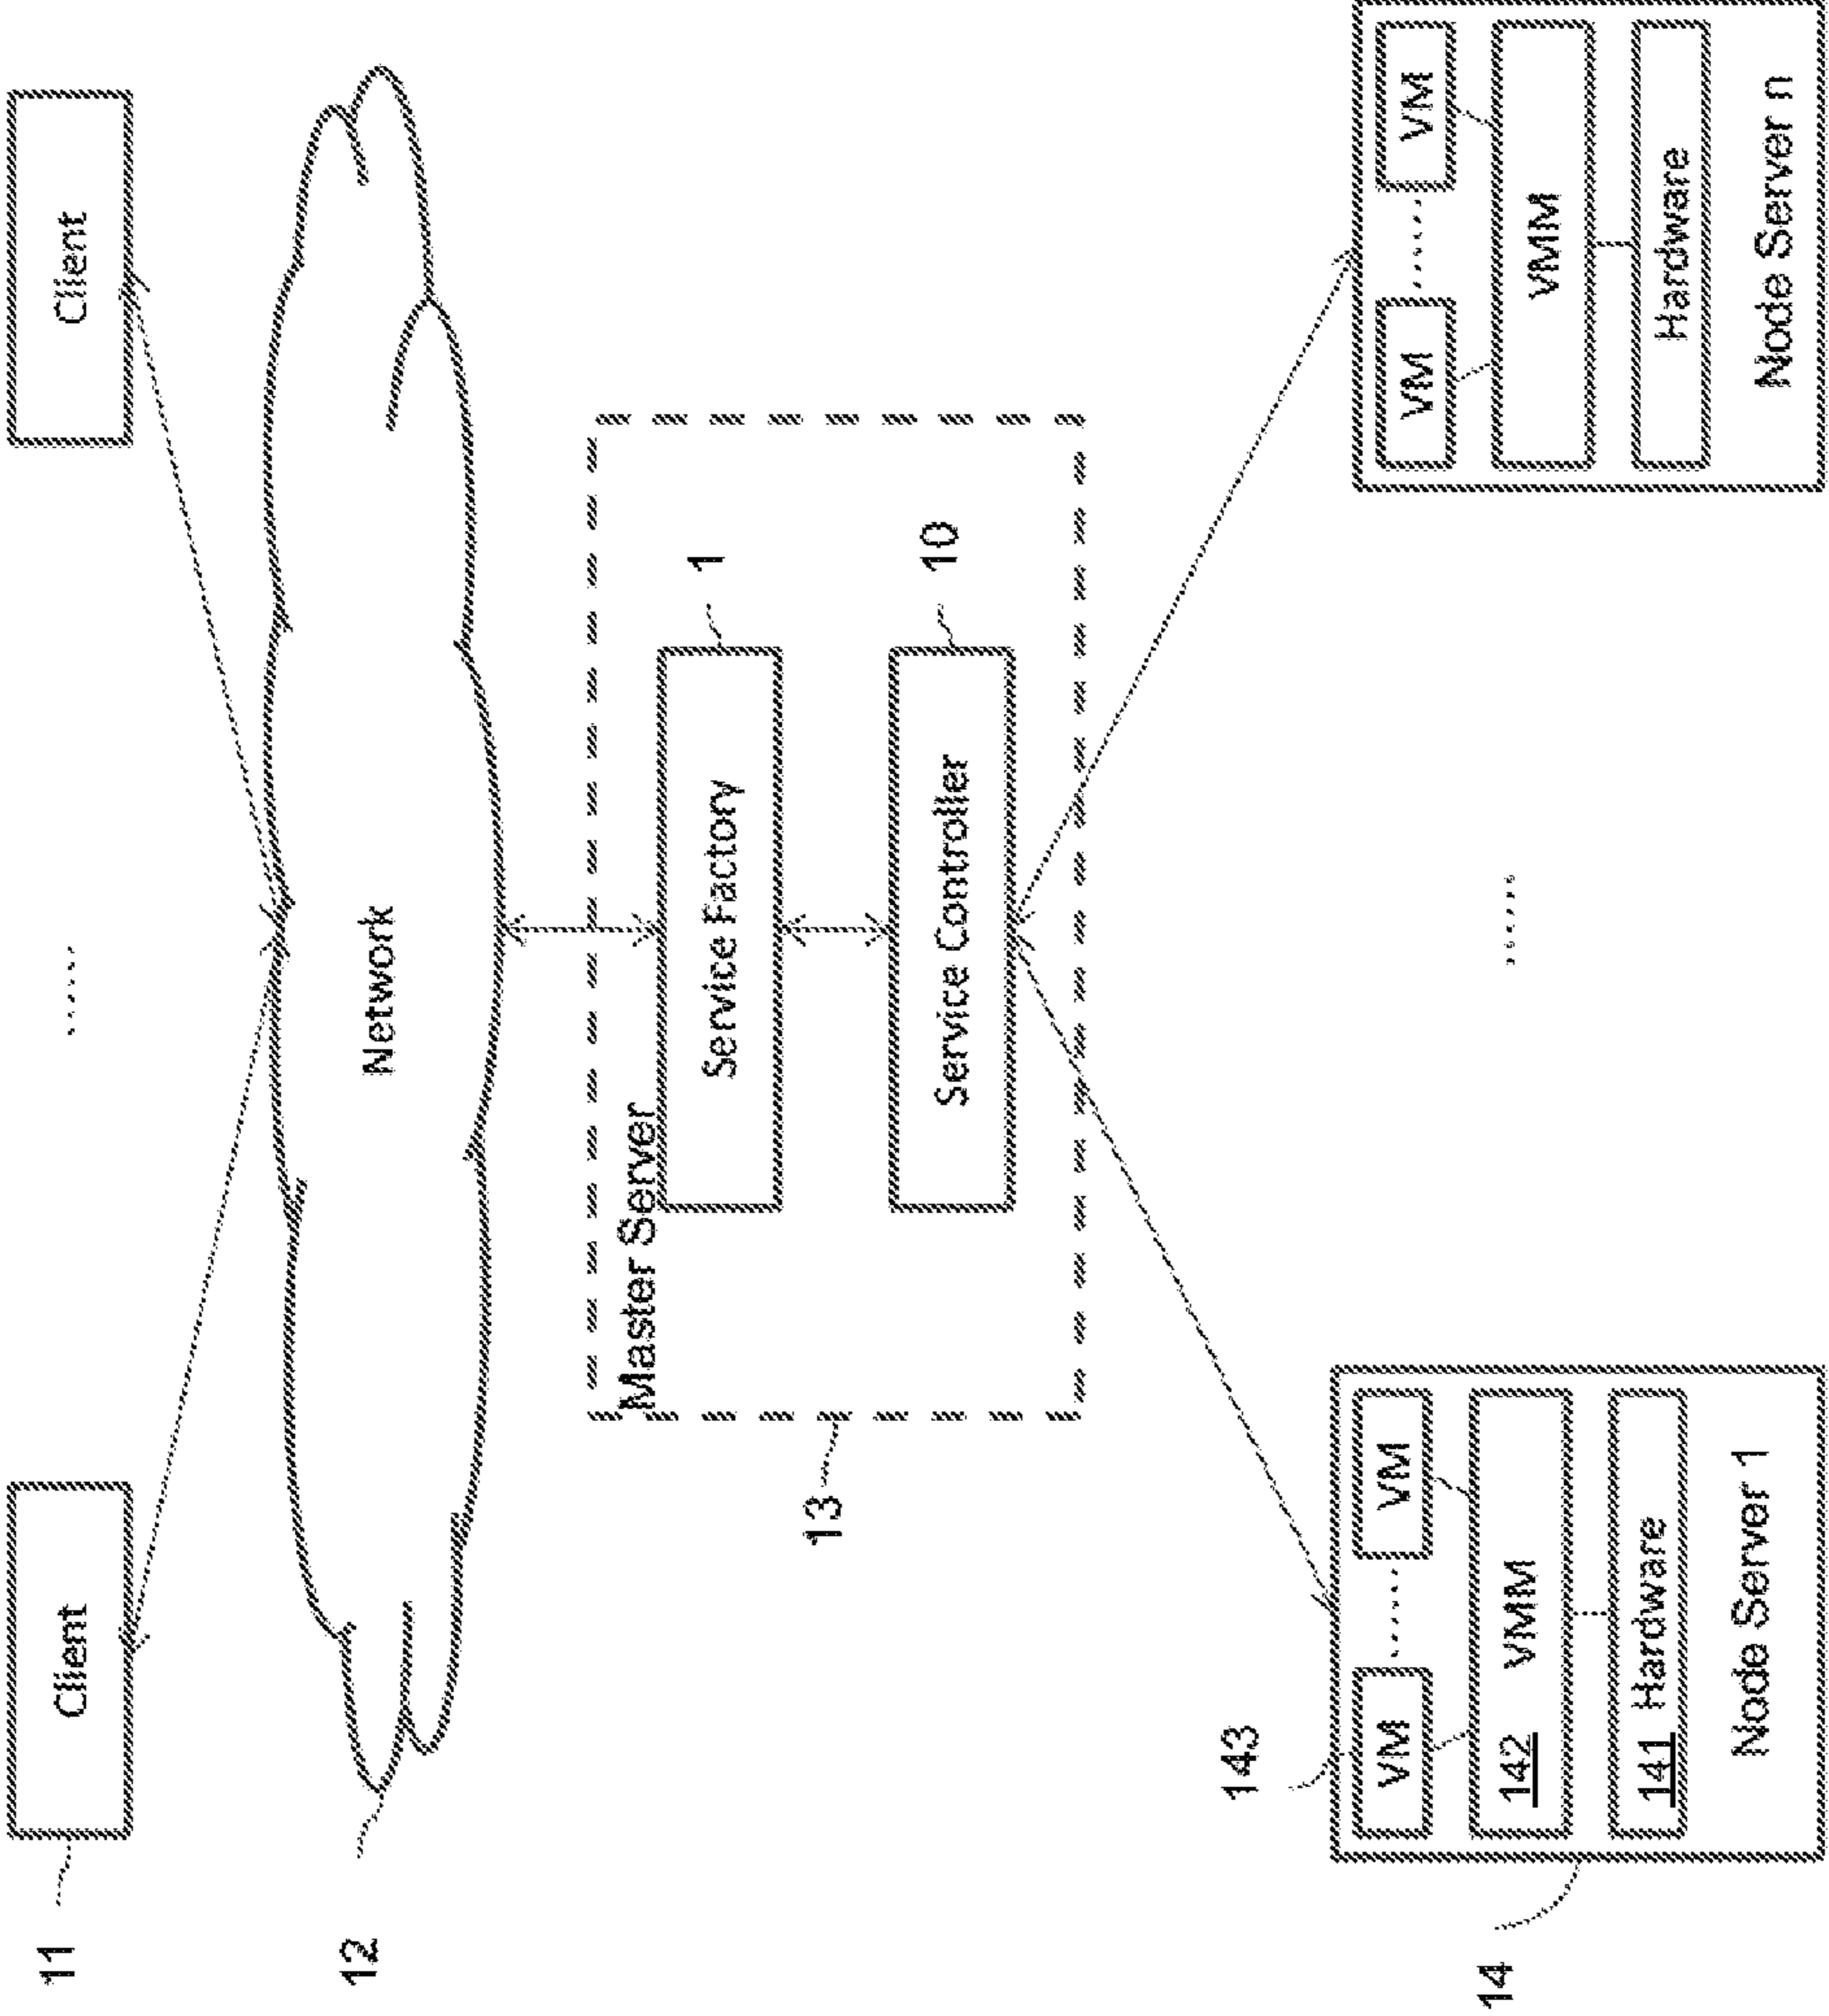 11
Client
......
Client
12
Network
Master Server
13
Service Factory
1
Service Controller
10
143
14
VM
......
VM
142
VMM
141
Hardware
Node Server 1
......
VM
......
VM
VMM
Hardware
Node Server n